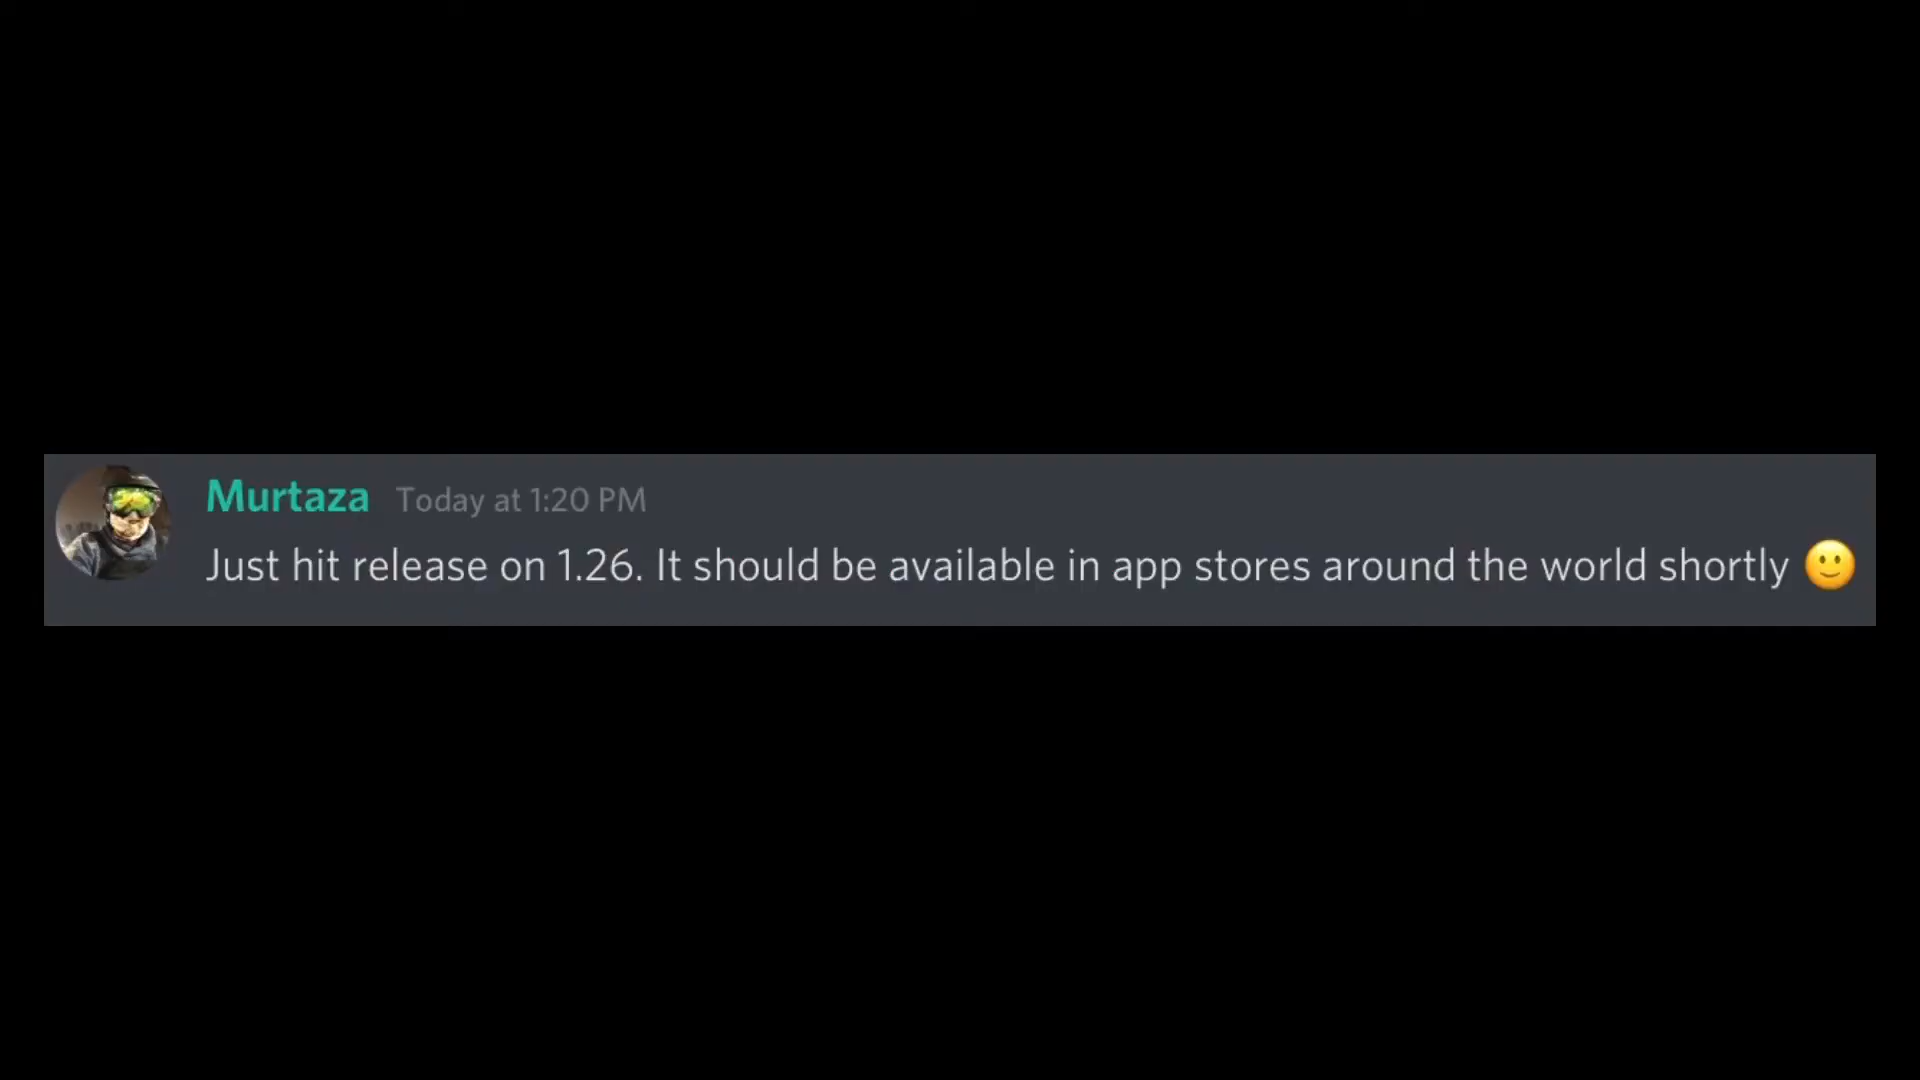 Murtaza Today at 1:20 PM
Just hit release on 1.26. It should be available in app stores around the world shortly 🙂